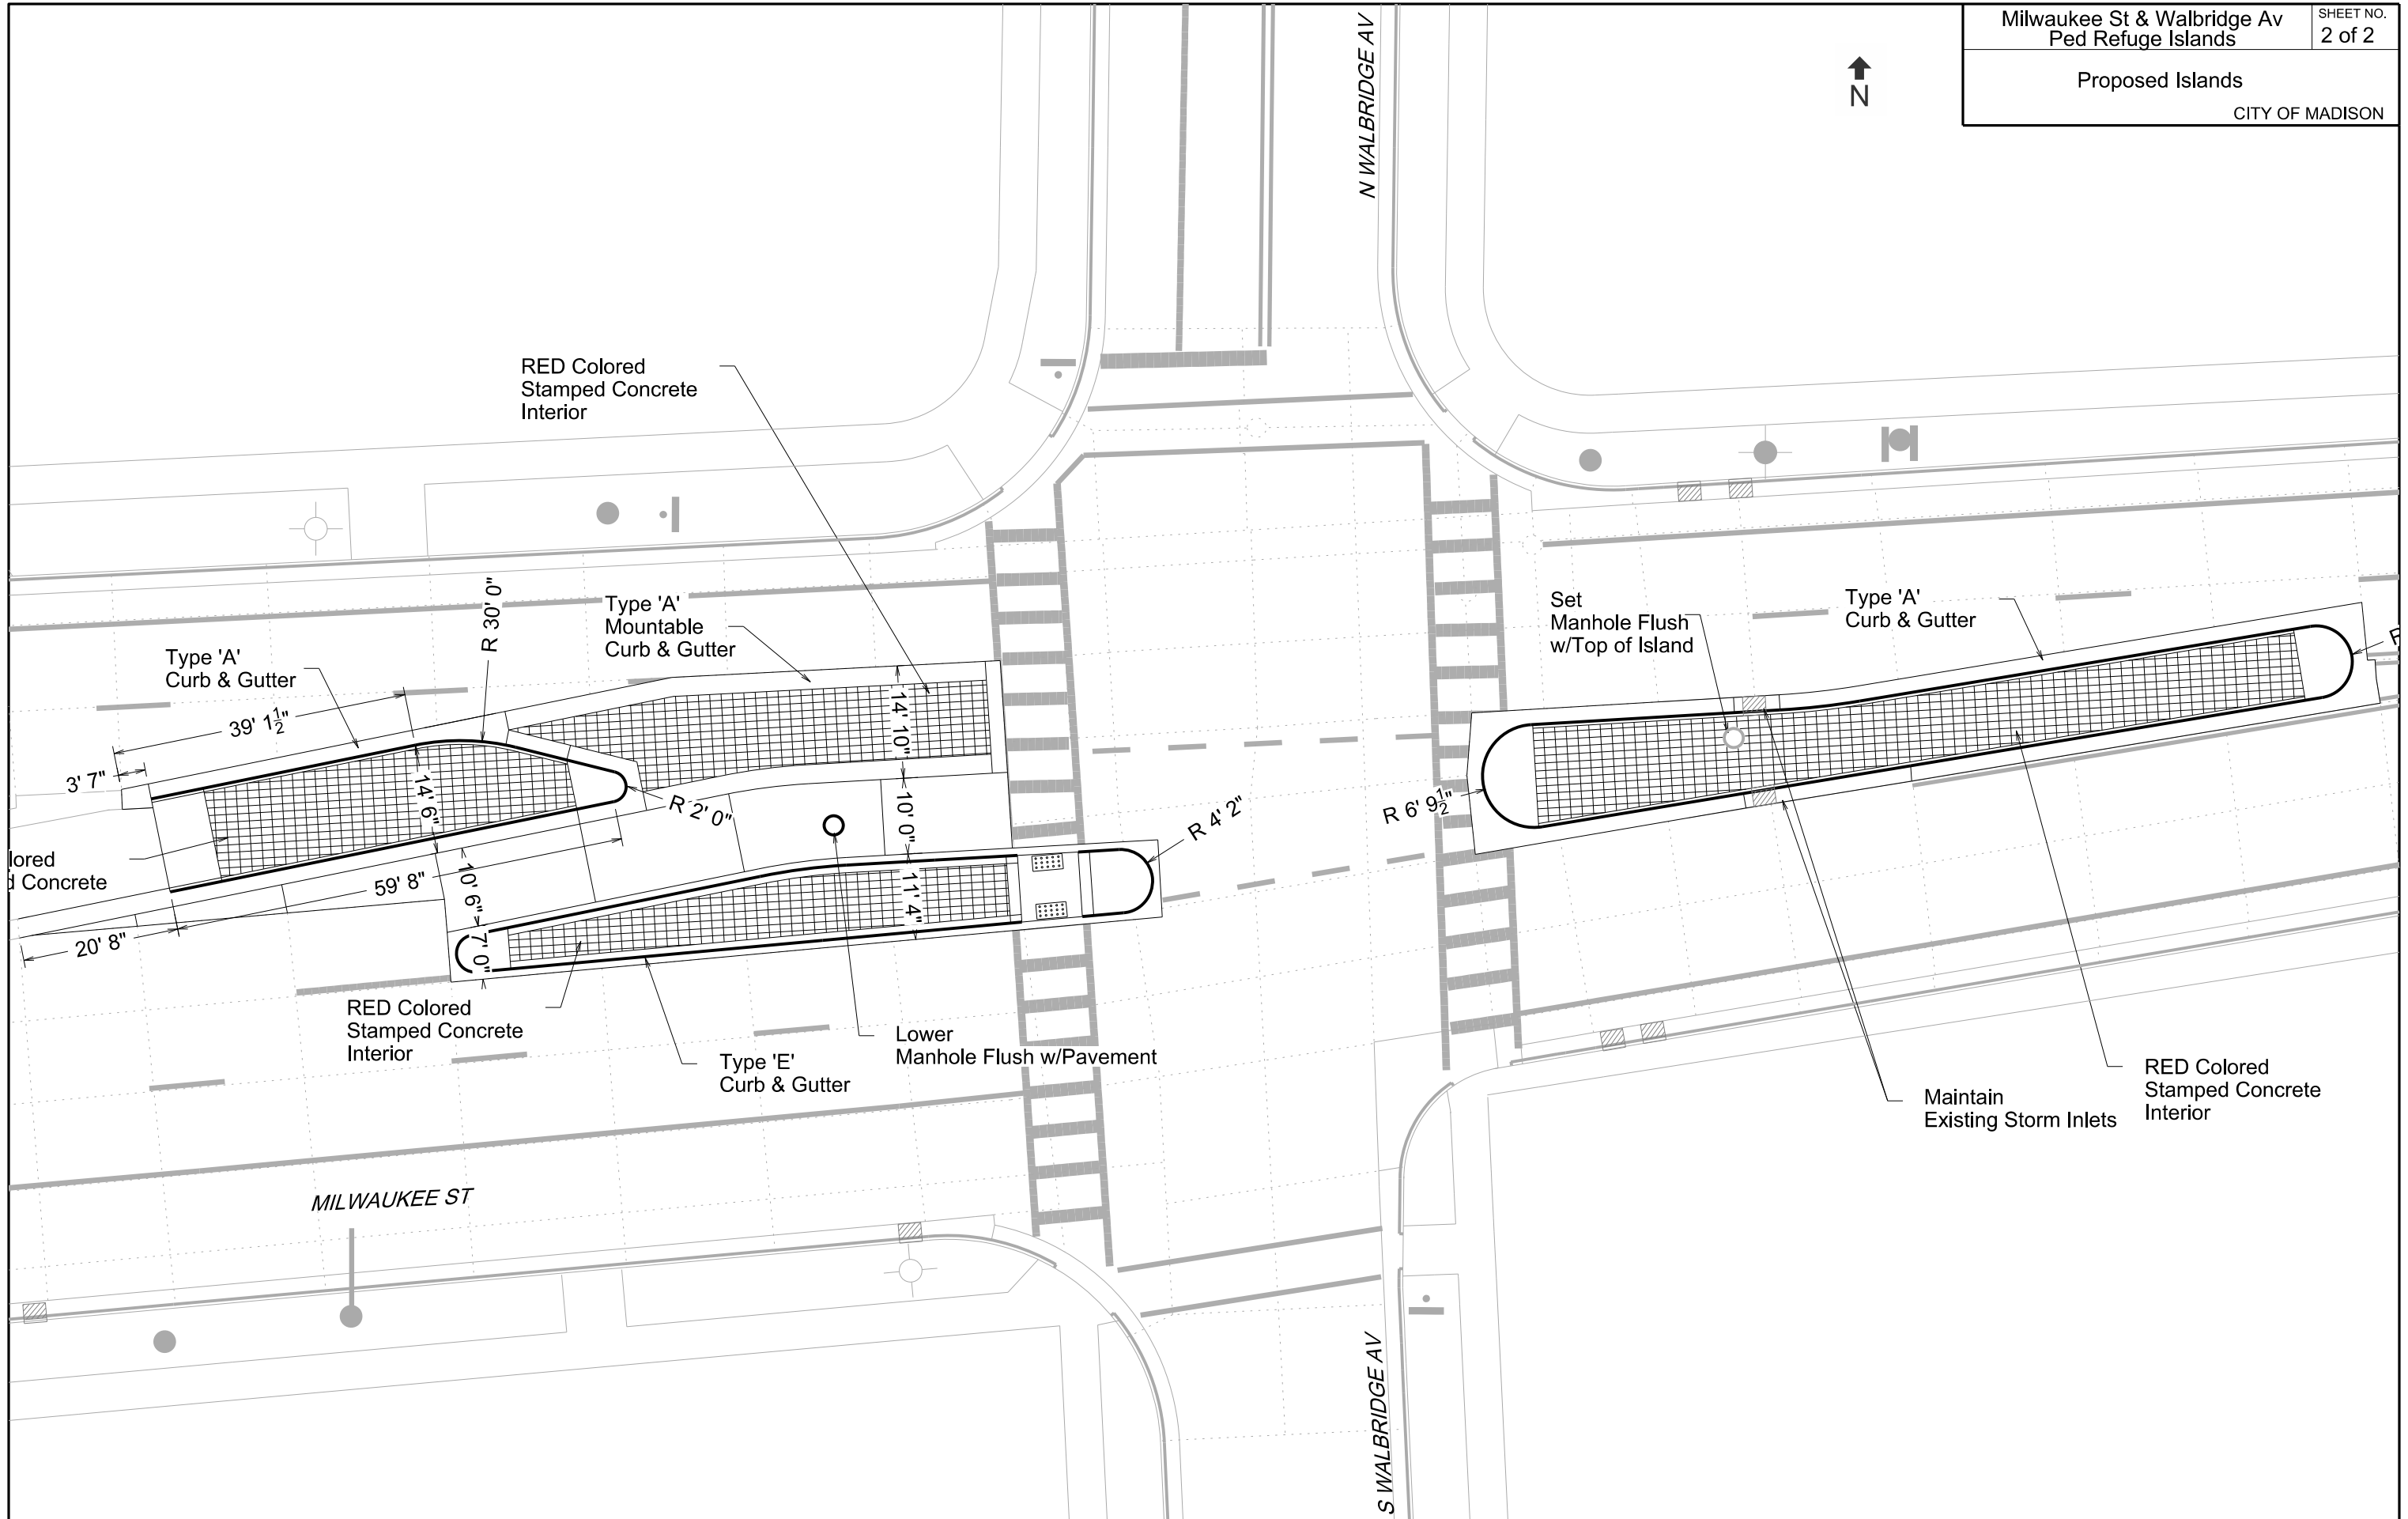 Milwaukee St & Walbridge Av
Ped Refuge Islands
SHEET NO.
2 of 2
Proposed Islands
CITY OF MADISON
N
N WALBRIDGE AV
RED Colored
Stamped Concrete
Interior
R 30' 0"
Type 'A'
Mountable
Curb & Gutter
Type 'A'
Curb & Gutter
39' 1 1/2"
3' 7"
14' 10"
14' 6"
R 2' 0"
10' 0"
R 4' 2"
Concrete
59' 8"
10' 6"
11' 4"
7' 0"
20' 8"
RED Colored
Stamped Concrete
Interior
Type 'E'
Curb & Gutter
Lower
Manhole Flush w/Pavement
Set
Manhole Flush
w/Top of Island
Type 'A'
Curb & Gutter
R 6' 9 1/2"
Maintain
Existing Storm Inlets
RED Colored
Stamped Concrete
Interior
MILWAUKEE ST
S WALBRIDGE AV